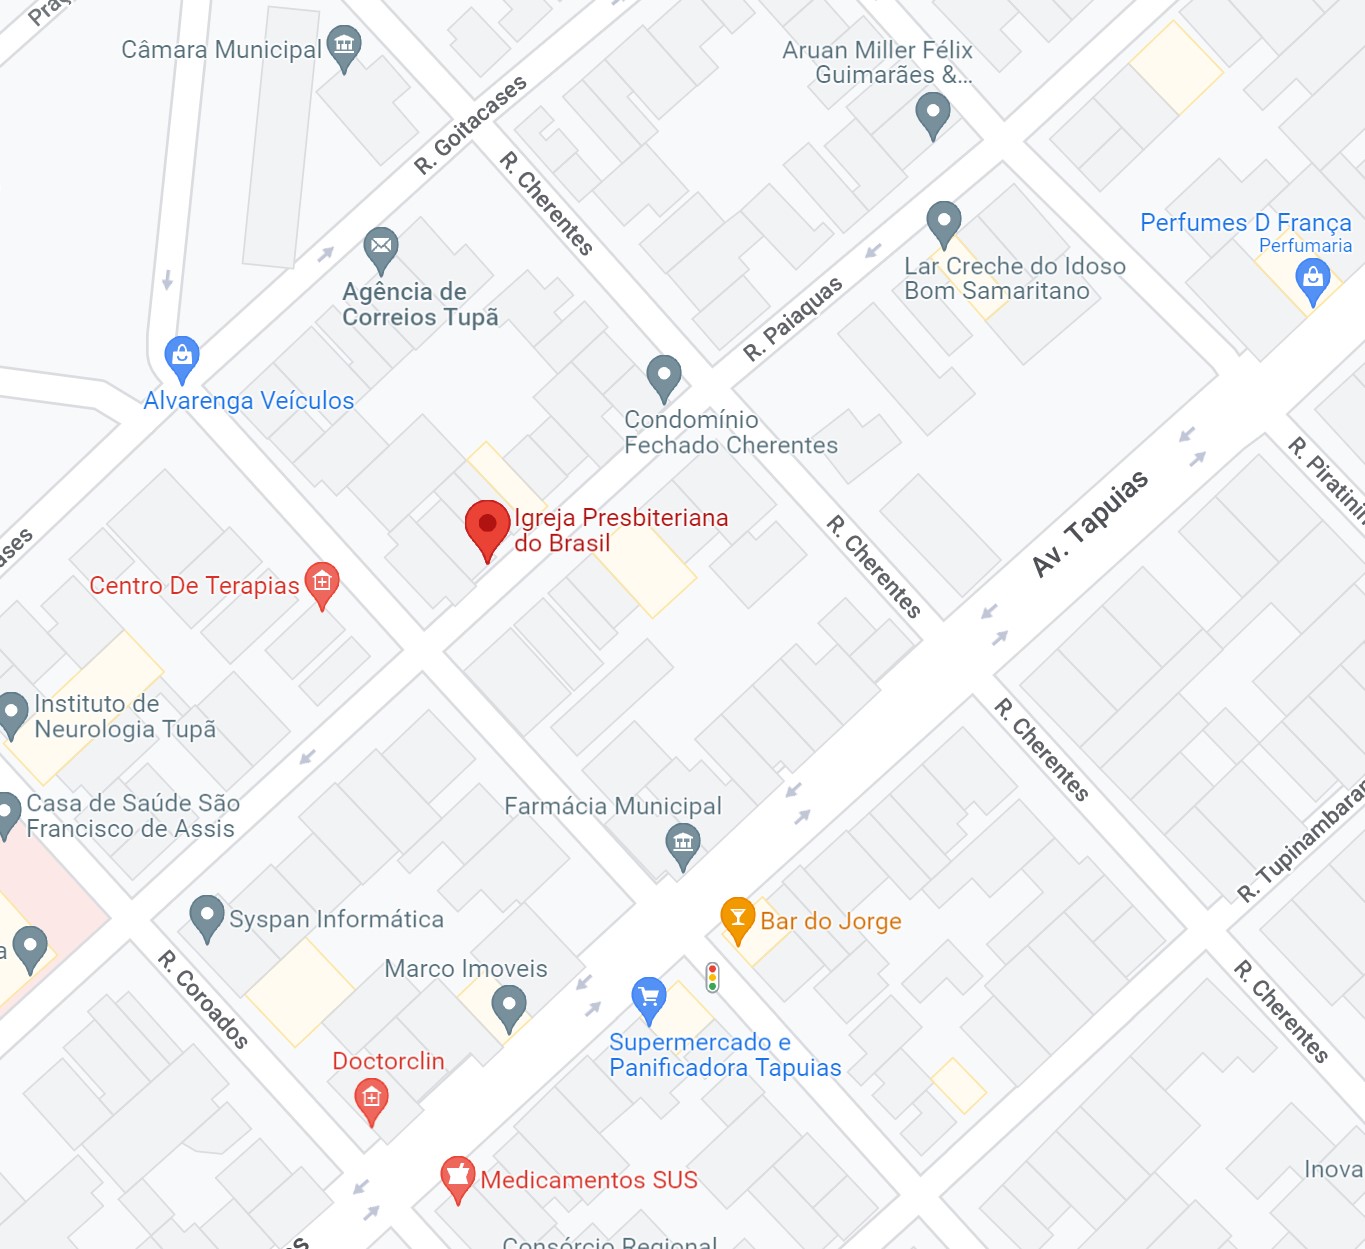 Câmara Municipal
R. Goitacases
Aruan Miller Félix
Guimarães &...
R. Cherentes
Perfumes D França
Perfumaria
Agência de
Correios Tupã
Lar Creche do Idoso
Bom Samaritano
R. Paiaquas
Alvarenga Veículos
Condomínio
Fechado Cherentes
R. Piratinin
Av. Tapuias
Igreja Presbiteriana
do Brasil
R. Cherentes
ases
Centro De Terapias
Instituto de
Neurologia Tupã
R. Cherentes
Casa de Saúde São
Francisco de Assis
Farmácia Municipal
R. Tupinambaran
Syspan Informática
Bar do Jorge
a
Marco Imoveis
R. Coroados
R. Cherentes
Supermercado e
Panificadora Tapuias
Doctorclin
Medicamentos SUS
Inova
Consórcio Regional